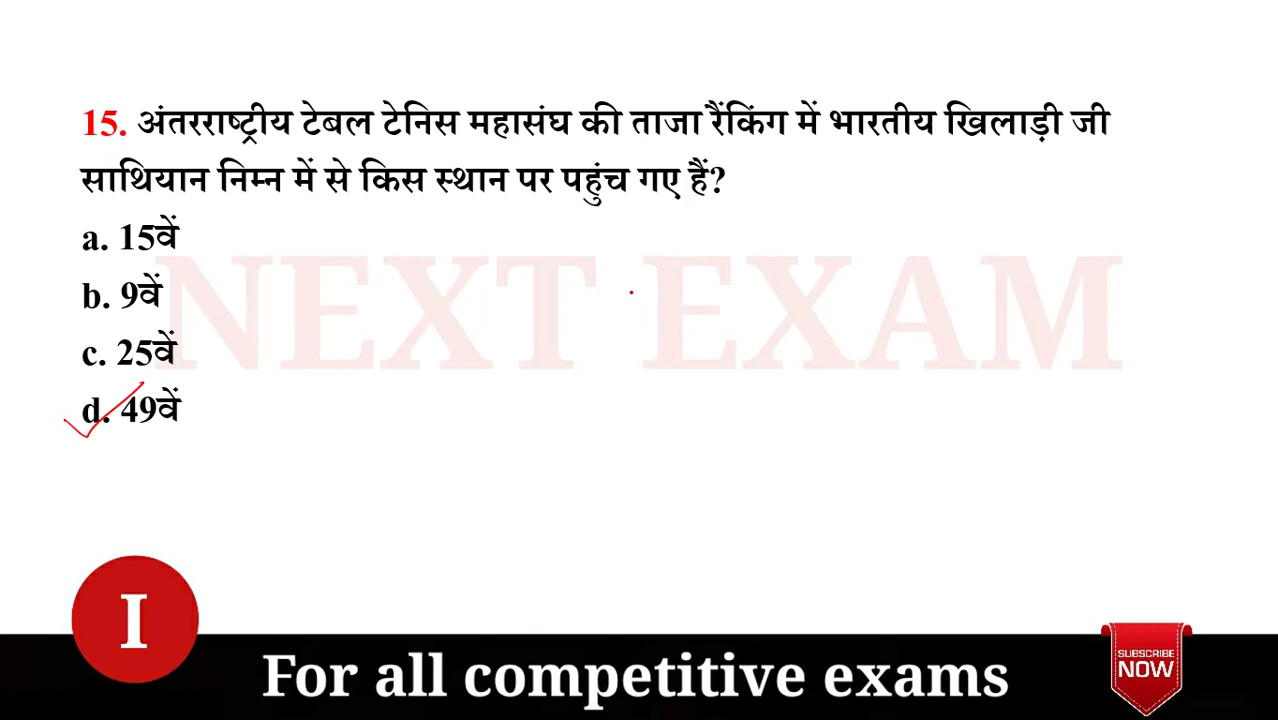 15. अंतरराष्ट्रीय टेबल टेनिस महासंघ की ताजा रैंकिंग में भारतीय खिलाड़ी जी
साथियान निम्न में से किस स्थान पर पहुंच गए हैं?
a. 15वें
b. 9वें
c. 25वें
d. 49वें
NEXT EXAM
I
For all competitive exams
SUBSCRIBE
NOW